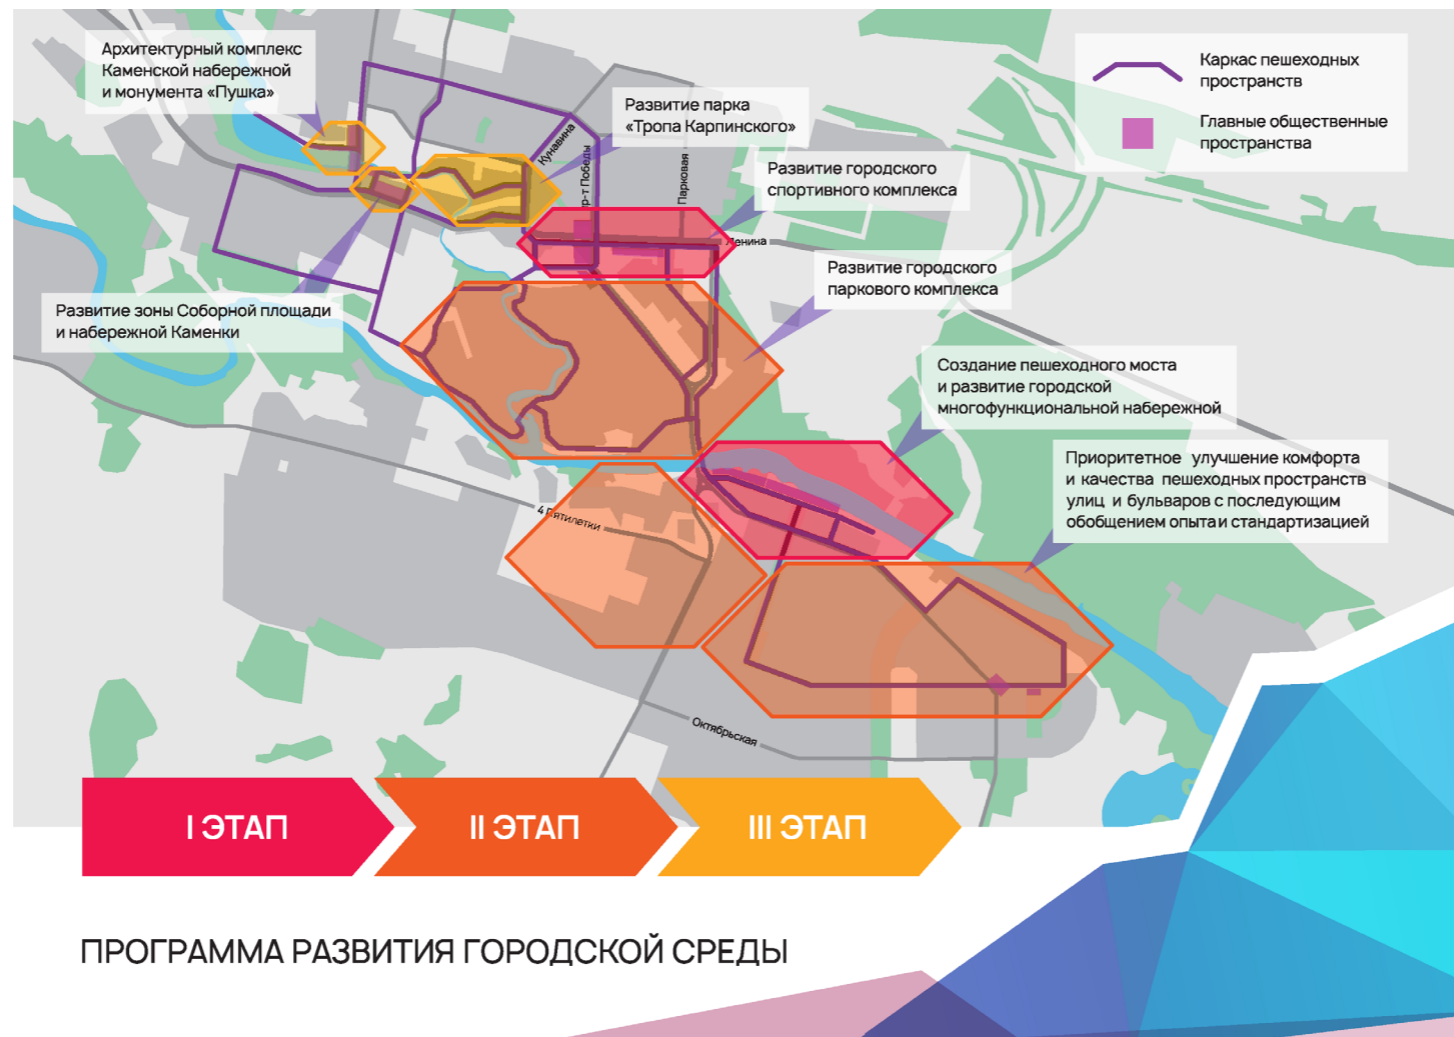 Архитектурный комплекс
Каменской набережной
и монумента «Пушка»
Развитие парка
«Тропа Карпинского»
Каркас пешеходных
пространств
Главные общественные
пространства
Кунавина
пр-т Победы
Парковая
Развитие городского
спортивного комплекса
Ленина
Развитие городского
паркового комплекса
Развитие зоны Соборной площади
и набережной Каменки
Создание пешеходного моста
и развитие городской
многофункциональной набережной
Приоритетное улучшение комфорта
и качества пешеходных пространств
улиц и бульваров с последующим
обобщением опыта и стандартизацией
4 Пятилетки
Октябрьская
I ЭТАП
II ЭТАП
III ЭТАП
ПРОГРАММА РАЗВИТИЯ ГОРОДСКОЙ СРЕДЫ